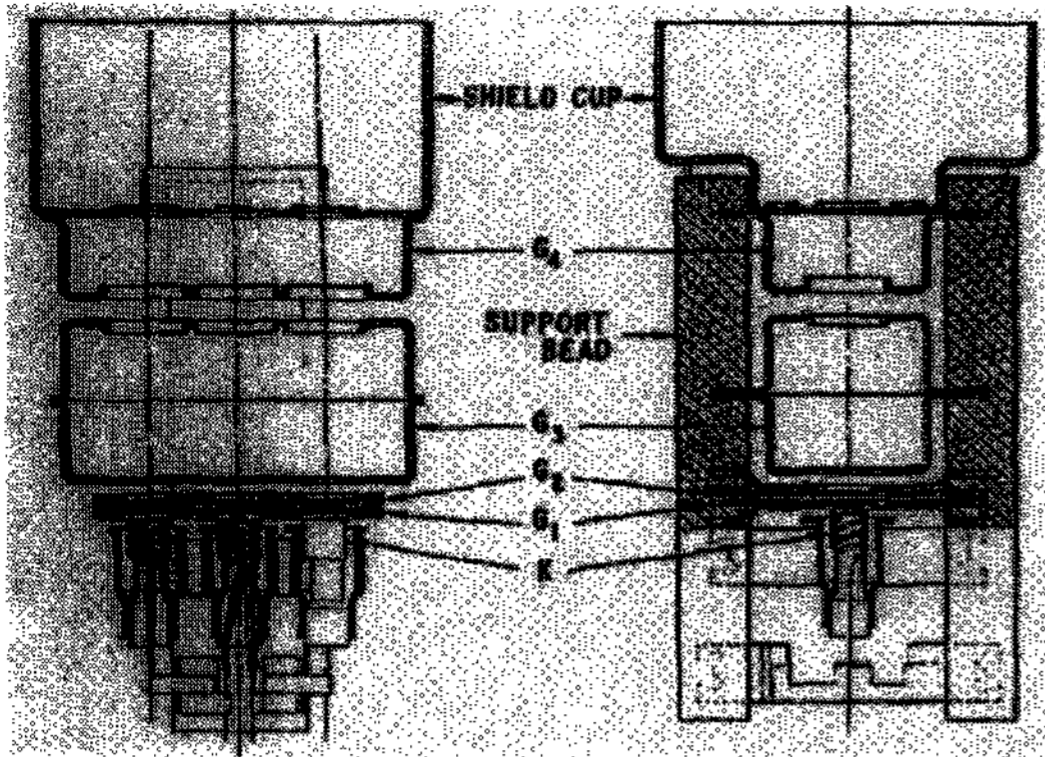 SHIELD CUP
G₄
SUPPORT
BEAD
G₃
G₂
G₁
K